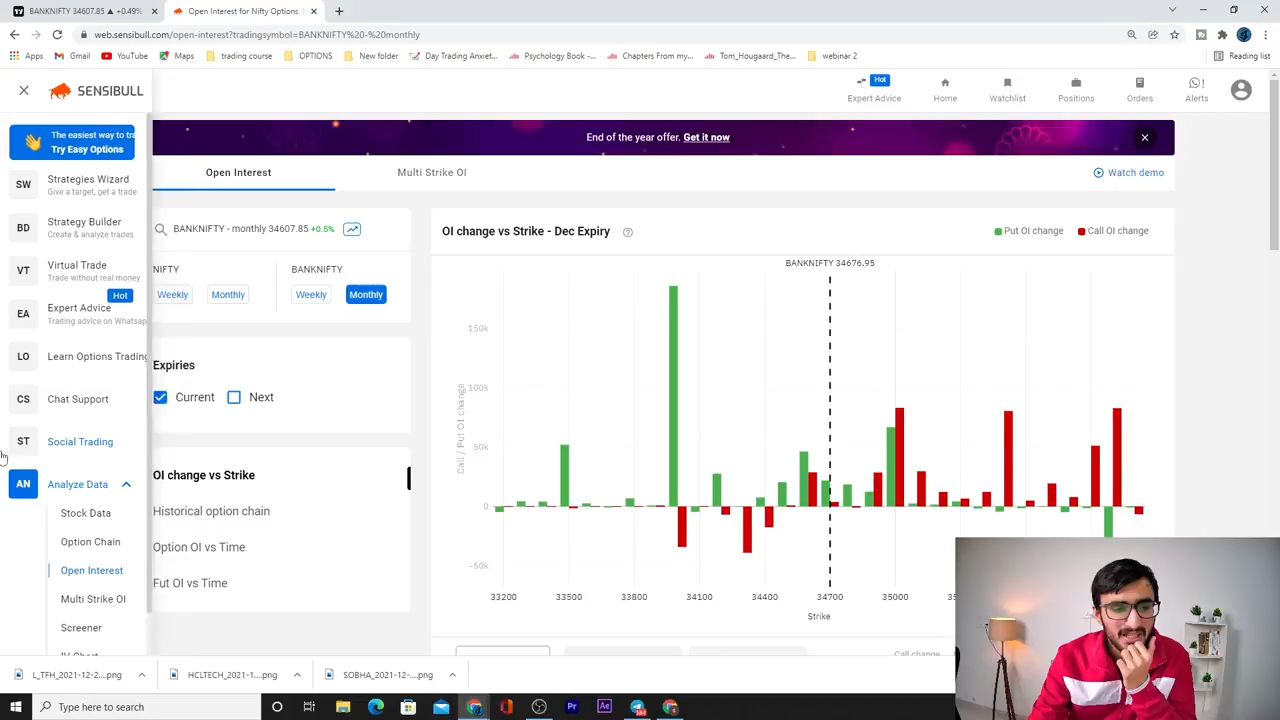 BANKNIFTY 34607.85 ▲ +0.49%
Open Interest for Nifty Options,
web.sensibull.com/open-interest?tradingsymbol=BANKNIFTY%20-%20monthly
Apps
Gmail
YouTube
Maps
trading course
OPTIONS
New folder
Day Trading Anxiet...
Psychology Book -...
Chapters From my...
Tom_Hougaard_The...
webinar 2
Reading list
SENSIBULL
Hot
Expert Advice
Home
Watchlist
Positions
Orders
Alerts
The easiest way to tra
Try Easy Options
End of the year offer. Get it now
SW
Strategies Wizard
Give a target, get a trade
BD
Strategy Builder
Create & analyze trades
VT
Virtual Trade
Trade without real money
Hot
EA
Expert Advice
Trading advice on Whatsap
LO
Learn Options Trading
CS
Chat Support
ST
Social Trading
AN
Analyze Data
Stock Data
Option Chain
Open Interest
Multi Strike OI
Screener
IV Chart
Open Interest
Multi Strike OI
Watch demo
BANKNIFTY - monthly 34607.85 +0.5%
NIFTY
BANKNIFTY
Weekly
Monthly
Weekly
Monthly
Expiries
Current
Next
OI change vs Strike
Historical option chain
Option OI vs Time
Fut OI vs Time
OI change vs Strike - Dec Expiry
Put OI change
Call OI change
BANKNIFTY 34676.95
Call / Put OI change
150k
100k
50k
0
−50k
33200
33500
33800
34100
34400
34700
35000
Strike
Call change
L_TFH_2021-12-2....png
HCLTECH_2021-1....png
SOBHA_2021-12-....png
Type here to search